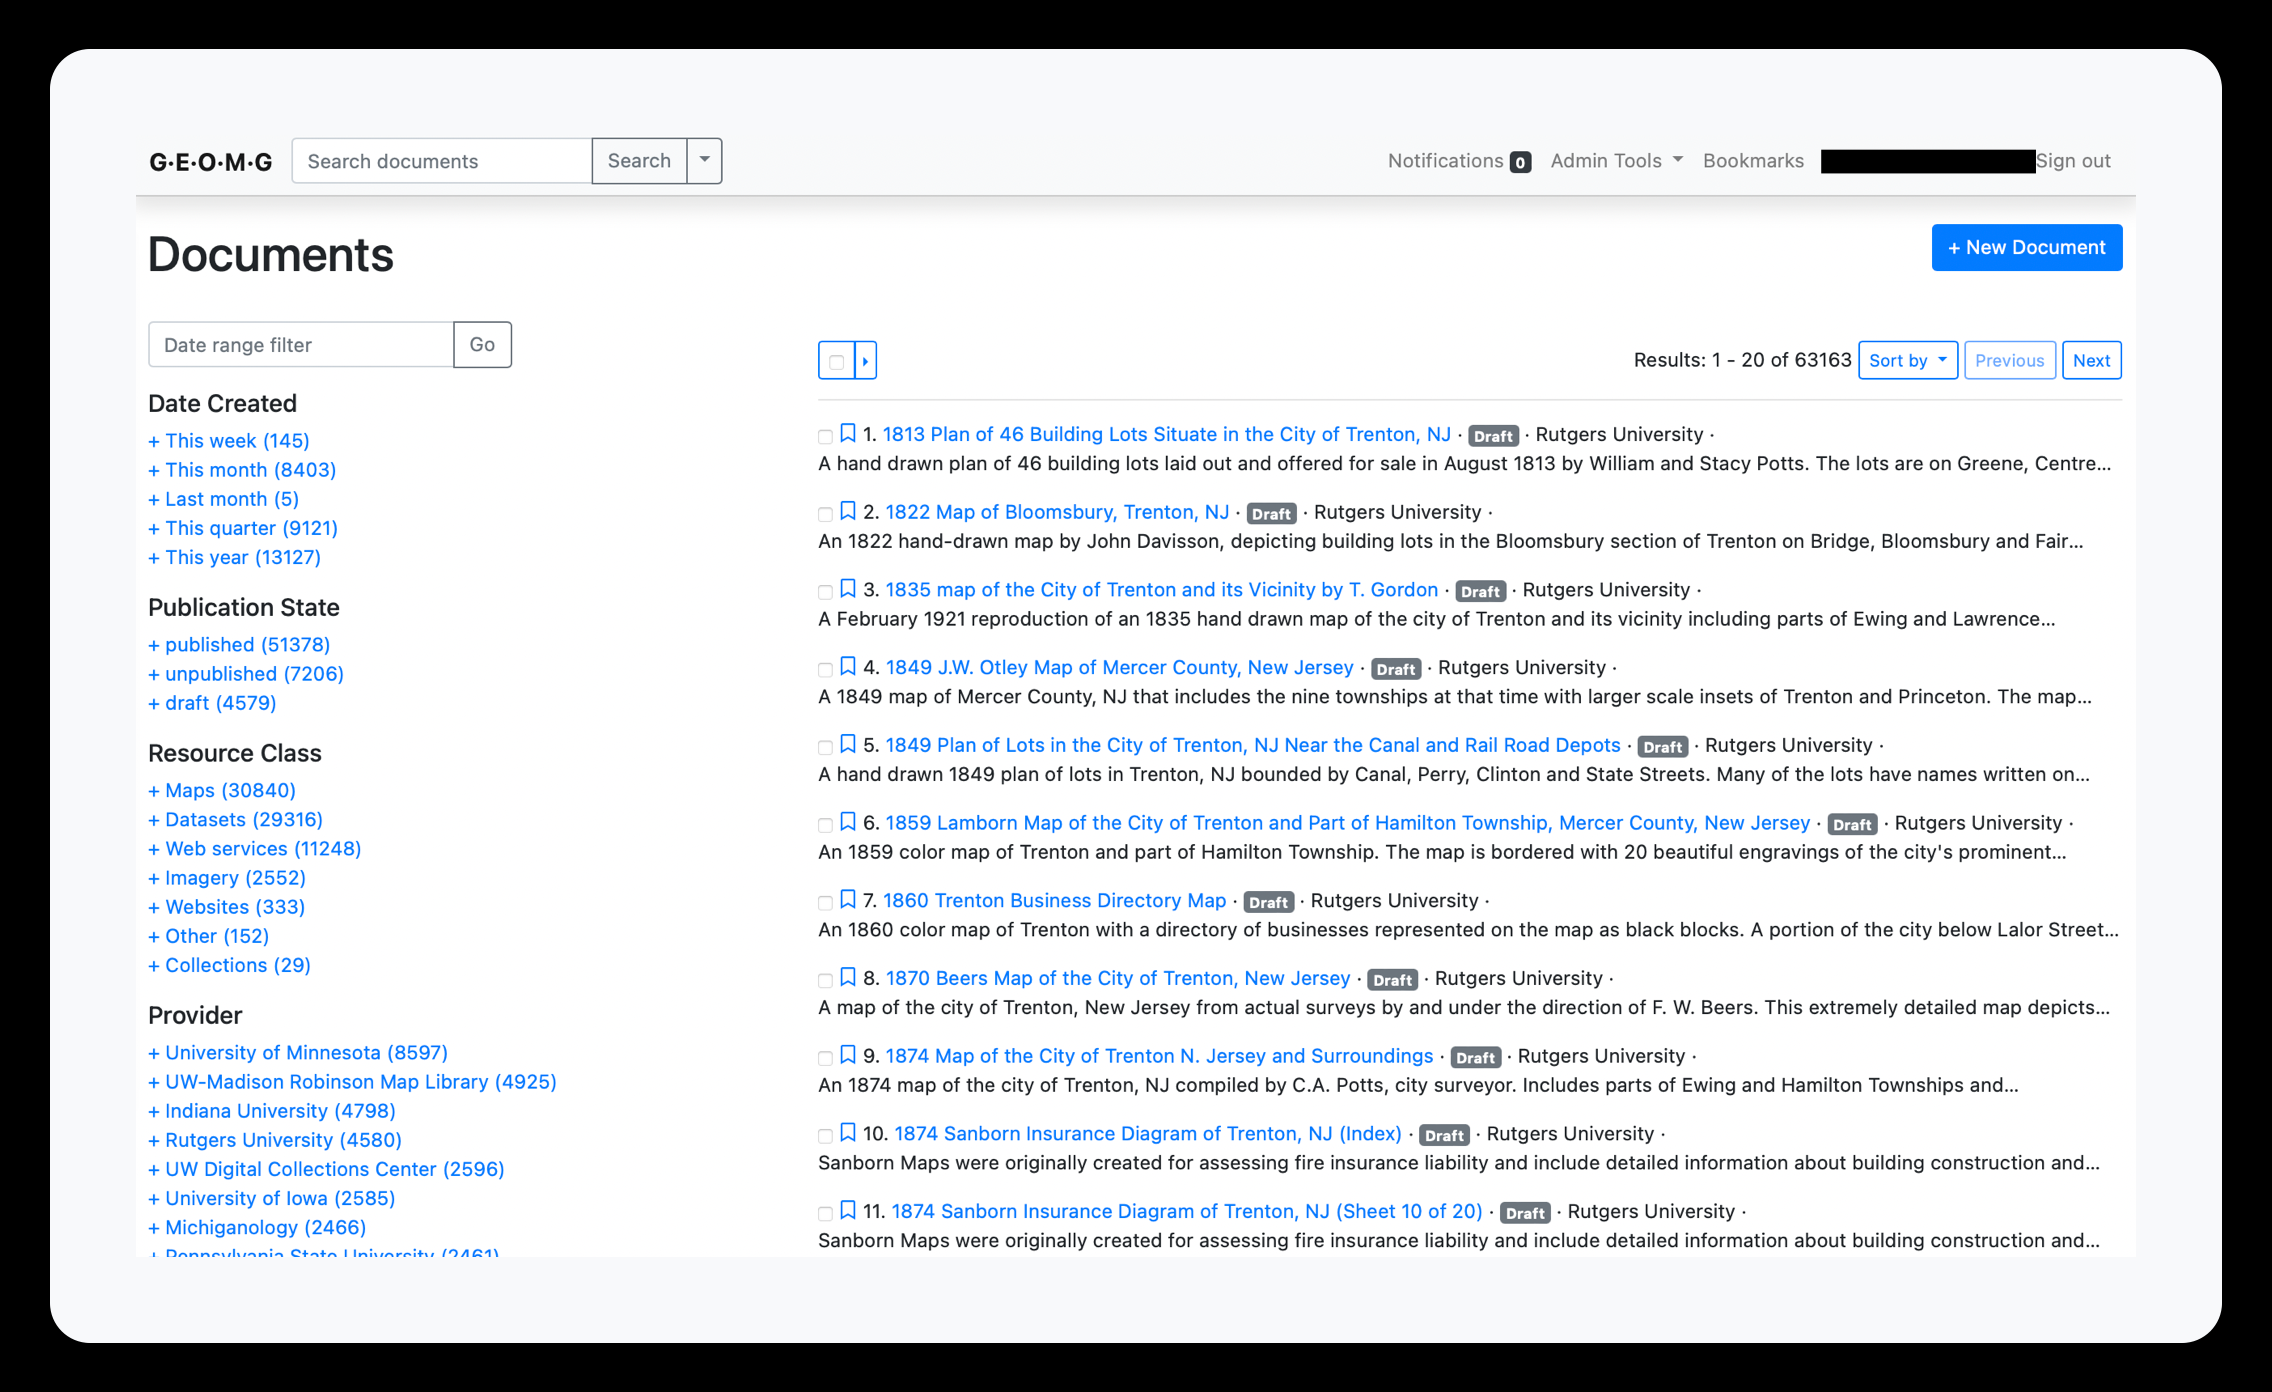 G·E·O·M·G Search documents Search Notifications 0 Admin Tools Bookmarks Sign out
Documents
+ New Document
Date range filter Go
Results: 1 - 20 of 63163 Sort by Previous Next
Date Created
+ This week (145)
+ This month (8403)
+ Last month (5)
+ This quarter (9121)
+ This year (13127)
Publication State
+ published (51378)
+ unpublished (7206)
+ draft (4579)
Resource Class
+ Maps (30840)
+ Datasets (29316)
+ Web services (11248)
+ Imagery (2552)
+ Websites (333)
+ Other (152)
+ Collections (29)
Provider
+ University of Minnesota (8597)
+ UW-Madison Robinson Map Library (4925)
+ Indiana University (4798)
+ Rutgers University (4580)
+ UW Digital Collections Center (2596)
+ University of Iowa (2585)
+ Michiganology (2466)
+ Pennsylvania State University (2461)
1. 1813 Plan of 46 Building Lots Situate in the City of Trenton, NJ · Draft · Rutgers University ·
A hand drawn plan of 46 building lots laid out and offered for sale in August 1813 by William and Stacy Potts. The lots are on Greene, Centre...
2. 1822 Map of Bloomsbury, Trenton, NJ · Draft · Rutgers University ·
An 1822 hand-drawn map by John Davisson, depicting building lots in the Bloomsbury section of Trenton on Bridge, Bloomsbury and Fair...
3. 1835 map of the City of Trenton and its Vicinity by T. Gordon · Draft · Rutgers University ·
A February 1921 reproduction of an 1835 hand drawn map of the city of Trenton and its vicinity including parts of Ewing and Lawrence...
4. 1849 J.W. Otley Map of Mercer County, New Jersey · Draft · Rutgers University ·
A 1849 map of Mercer County, NJ that includes the nine townships at that time with larger scale insets of Trenton and Princeton. The map...
5. 1849 Plan of Lots in the City of Trenton, NJ Near the Canal and Rail Road Depots · Draft · Rutgers University ·
A hand drawn 1849 plan of lots in Trenton, NJ bounded by Canal, Perry, Clinton and State Streets. Many of the lots have names written on...
6. 1859 Lamborn Map of the City of Trenton and Part of Hamilton Township, Mercer County, New Jersey · Draft · Rutgers University ·
An 1859 color map of Trenton and part of Hamilton Township. The map is bordered with 20 beautiful engravings of the city's prominent...
7. 1860 Trenton Business Directory Map · Draft · Rutgers University ·
An 1860 color map of Trenton with a directory of businesses represented on the map as black blocks. A portion of the city below Lalor Street...
8. 1870 Beers Map of the City of Trenton, New Jersey · Draft · Rutgers University ·
A map of the city of Trenton, New Jersey from actual surveys by and under the direction of F. W. Beers. This extremely detailed map depicts...
9. 1874 Map of the City of Trenton N. Jersey and Surroundings · Draft · Rutgers University ·
An 1874 map of the city of Trenton, NJ compiled by C.A. Potts, city surveyor. Includes parts of Ewing and Hamilton Townships and...
10. 1874 Sanborn Insurance Diagram of Trenton, NJ (Index) · Draft · Rutgers University ·
Sanborn Maps were originally created for assessing fire insurance liability and include detailed information about building construction and...
11. 1874 Sanborn Insurance Diagram of Trenton, NJ (Sheet 10 of 20) · Draft · Rutgers University ·
Sanborn Maps were originally created for assessing fire insurance liability and include detailed information about building construction and...